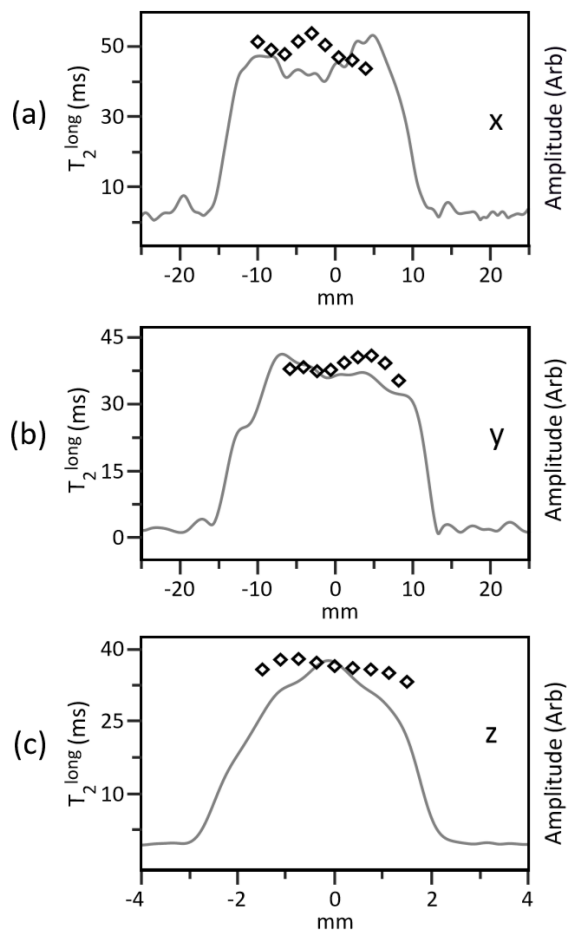 (a)
T₂ˡᵒⁿᵍ (ms)
50
30
10
x
Amplitude (Arb)
-20 -10 0 10 20
mm
(b)
T₂ˡᵒⁿᵍ (ms)
45
30
15
0
y
Amplitude (Arb)
-20 -10 0 10 20
mm
(c)
T₂ˡᵒⁿᵍ (ms)
40
25
10
z
Amplitude (Arb)
-4 -2 0 2 4
mm